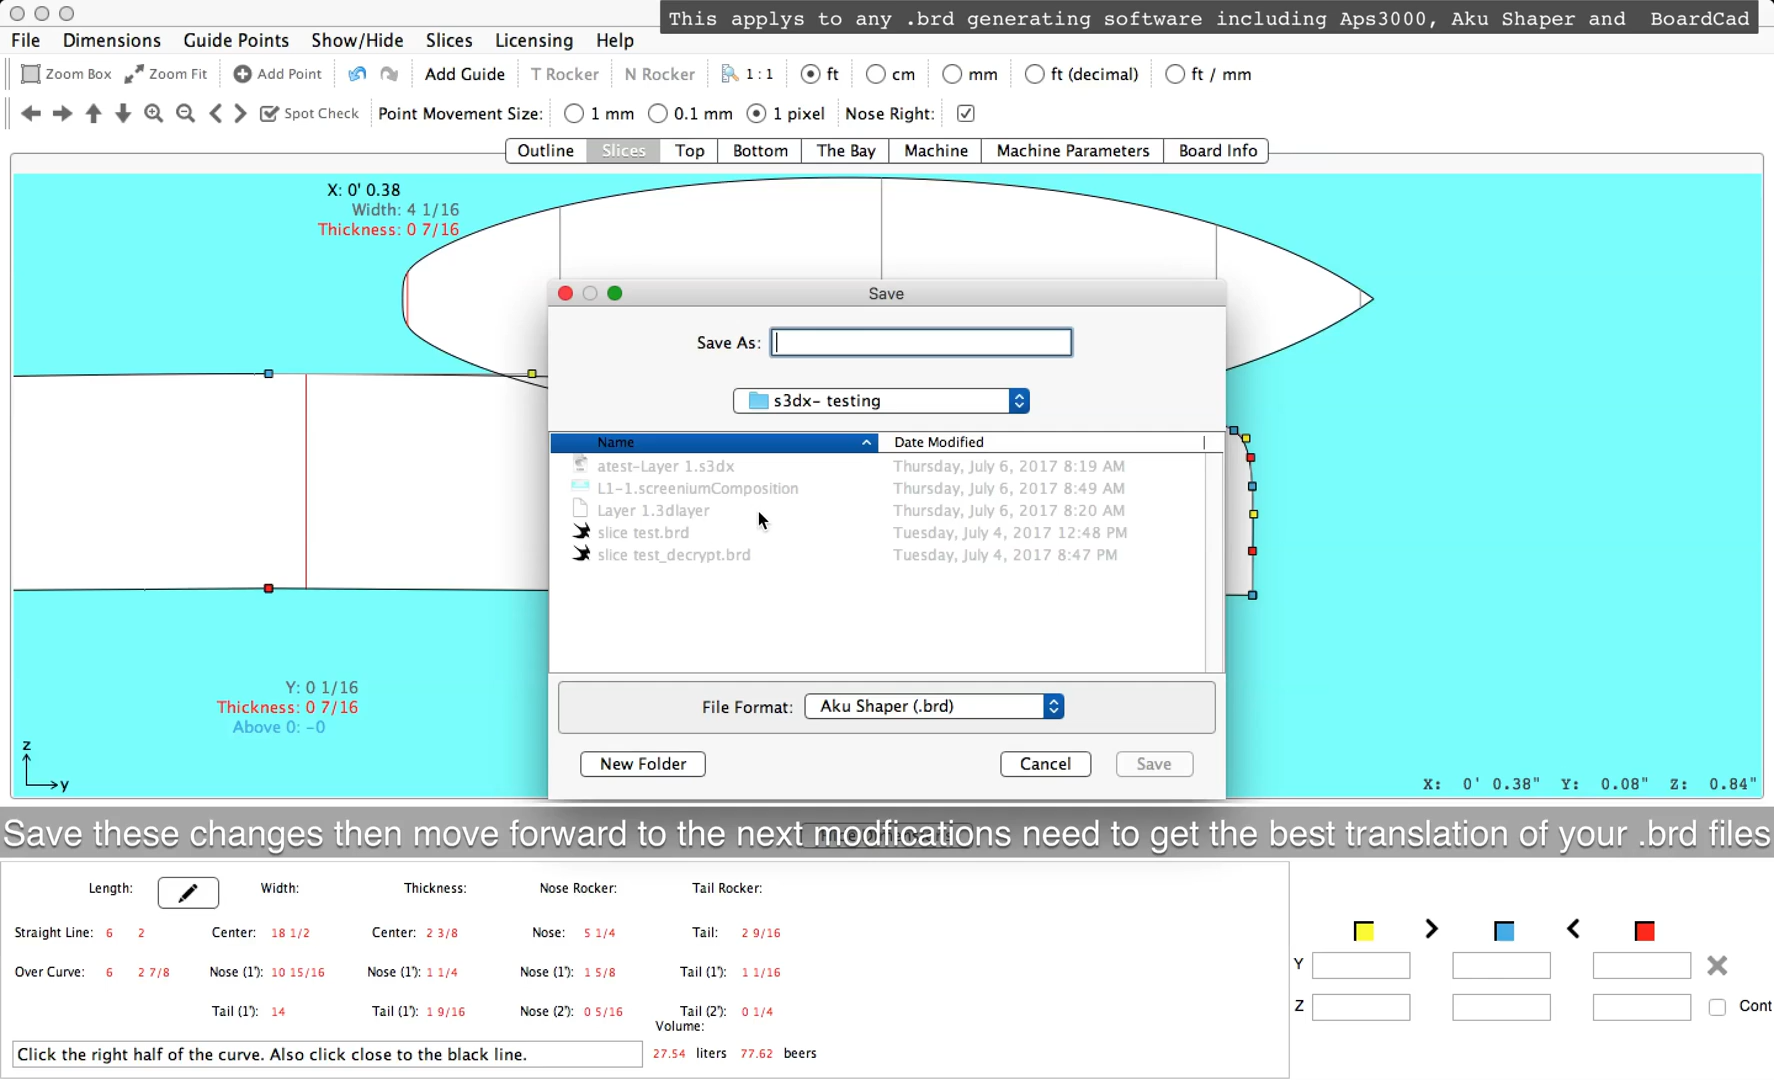 This applys to any .brd generating software including Aps3000, Aku Shaper and BoardCad
File Dimensions Guide Points Show/Hide Slices Licensing Help
Zoom Box Zoom Fit Add Point Add Guide T Rocker N Rocker 1:1 ft cm mm ft (decimal) ft / mm
Spot Check Point Movement Size: 1 mm 0.1 mm 1 pixel Nose Right:
Outline Slices Top Bottom The Bay Machine Machine Parameters Board Info
X: 0' 0.38
Width: 4 1/16
Thickness: 0 7/16
Save
Save As:
s3dx- testing
Name Date Modified
atest-Layer 1.s3dx Thursday, July 6, 2017 8:19 AM
L1-1.screeniumComposition Thursday, July 6, 2017 8:49 AM
Layer 1.3dlayer Thursday, July 6, 2017 8:20 AM
slice test.brd Tuesday, July 4, 2017 12:48 PM
slice test_decrypt.brd Tuesday, July 4, 2017 8:47 PM
Y: 0 1/16
Thickness: 0 7/16
Above 0: -0
File Format: Aku Shaper (.brd)
New Folder Cancel Save
z
y
X: 0' 0.38" Y: 0.08" Z: 0.84"
Save these changes then move forward to the next modfications need to get the best translation of your .brd files
Length: Width: Thickness: Nose Rocker: Tail Rocker:
Straight Line: 6 2 Center: 18 1/2 Center: 2 3/8 Nose: 5 1/4 Tail: 2 9/16
Over Curve: 6 2 7/8 Nose (1'): 10 15/16 Nose (1'): 1 1/4 Nose (1'): 1 5/8 Tail (1'): 1 1/16
Tail (1'): 14 Tail (1'): 1 9/16 Nose (2'): 0 5/16 Tail (2'): 0 1/4
Volume:
27.54 liters 77.62 beers
Click the right half of the curve. Also click close to the black line.
Y
Z
Cont